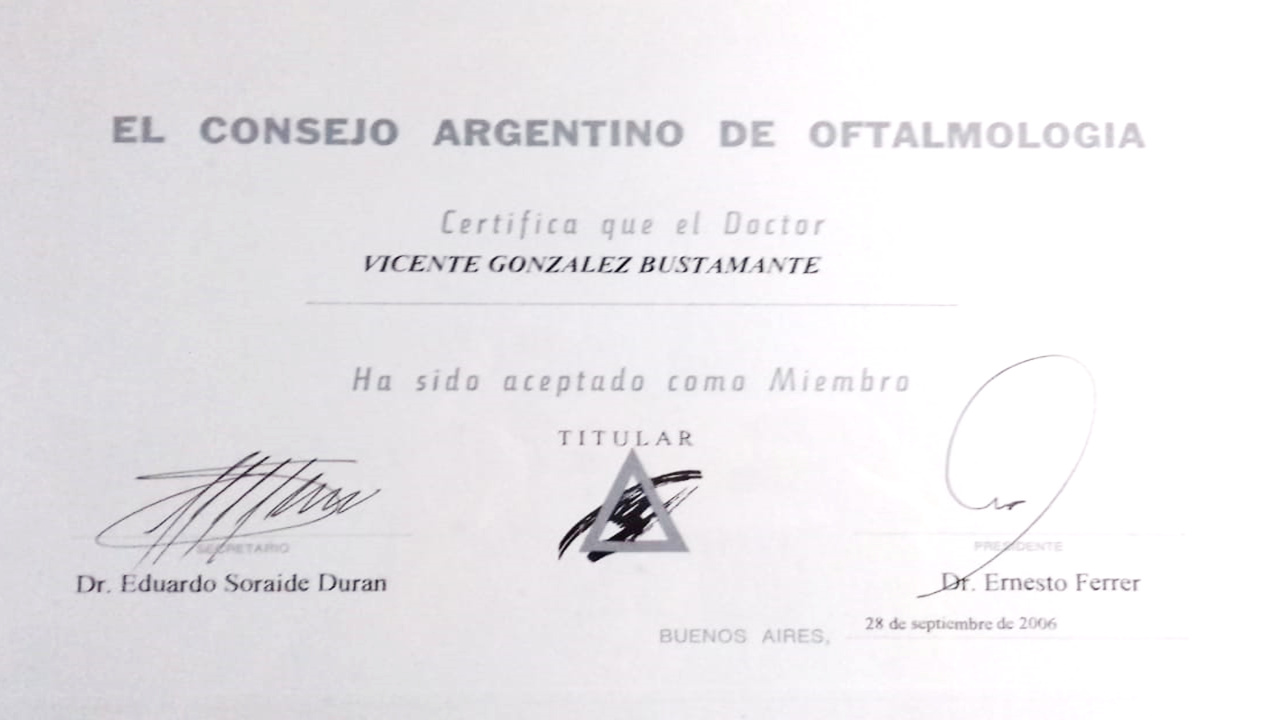 EL CONSEJO ARGENTINO DE OFTALMOLOGIA
Certifica que el Doctor
VICENTE GONZALEZ BUSTAMANTE
Ha sido aceptado como Miembro
TITULAR
SECRETARIO
PRESIDENTE
Dr. Eduardo Soraide Duran
Dr. Ernesto Ferrer
BUENOS AIRES, 28 de septiembre de 2006